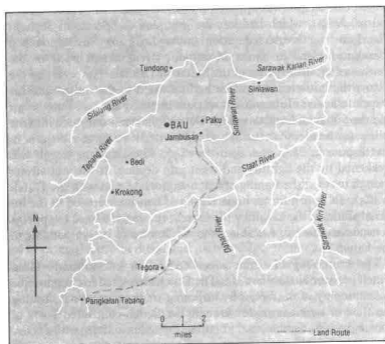 Tundong
Sarawak Kanan River
Siniawan
Siniawan River
BAU
Paku
Jambusan
Tapang River
Bedi
Staat River
Krokong
Sarawak Kiri River
N
Tegora
Pangkalan Tebang
0 1 2
miles
Land Route